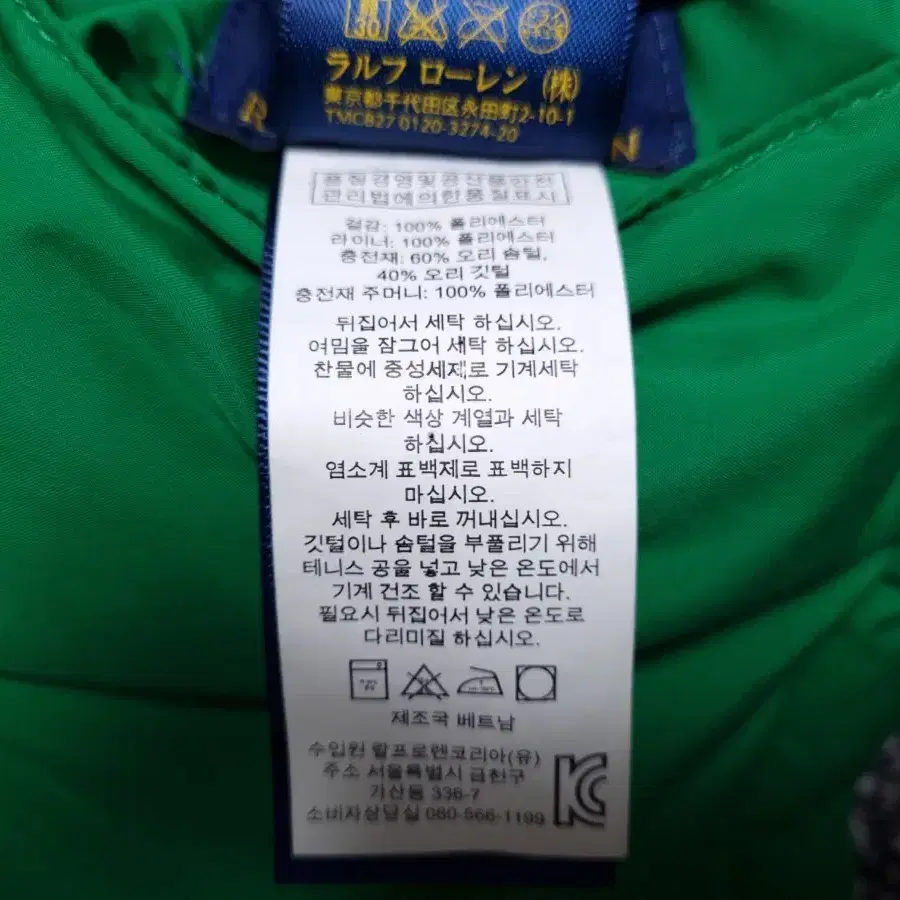 30
ラルフ ローレン (株)
東京都千代田区永田町2-10-1
TVICB27 0120-3274-20
R N
품질경영및공산품안전
관리법에의한품질표시
겉감: 100% 폴리에스터
라이너: 100% 폴리에스터
충전재: 60% 오리 솜털,
40% 오리 깃털
충전재 주머니: 100% 폴리에스터
뒤집어서 세탁 하십시오.
여밈을 잠그어 세탁 하십시오.
찬물에 중성세제로 기계세탁
하십시오.
비슷한 색상 계열과 세탁
하십시오.
염소계 표백제로 표백하지
마십시오.
세탁 후 바로 꺼내십시오.
깃털이나 솜털을 부풀리기 위해
테니스 공을 넣고 낮은 온도에서
기계 건조 할 수 있습니다.
필요시 뒤집어서 낮은 온도로
다리미질 하십시오.
제조국 베트남
수입원 랄프로렌코리아(유)
주소 서울특별시 금천구
가산동 336-7
소비자상담실 080-566-1199